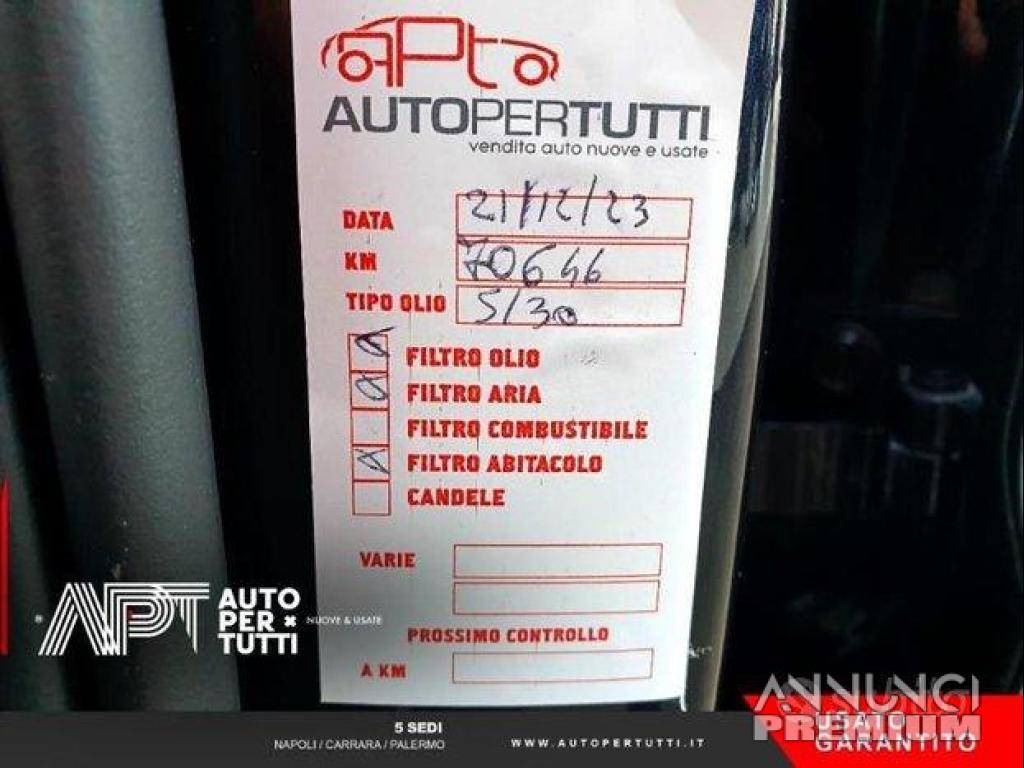 APto
AUTOPERTUTTI
vendita auto nuove e usate
DATA 21/12/23
KM 70646
TIPO OLIO 5/30
FILTRO OLIO
FILTRO ARIA
FILTRO COMBUSTIBILE
FILTRO ABITACOLO
CANDELE
VARIE
PROSSIMO CONTROLLO
A KM
® APT AUTO PER TUTTI NUOVE & USATE
5 SEDI
NAPOLI / CARRARA / PALERMO
WWW.AUTOPERTUTTI.IT
ANNUNCI
PREMIUM
USATO
GARANTITO